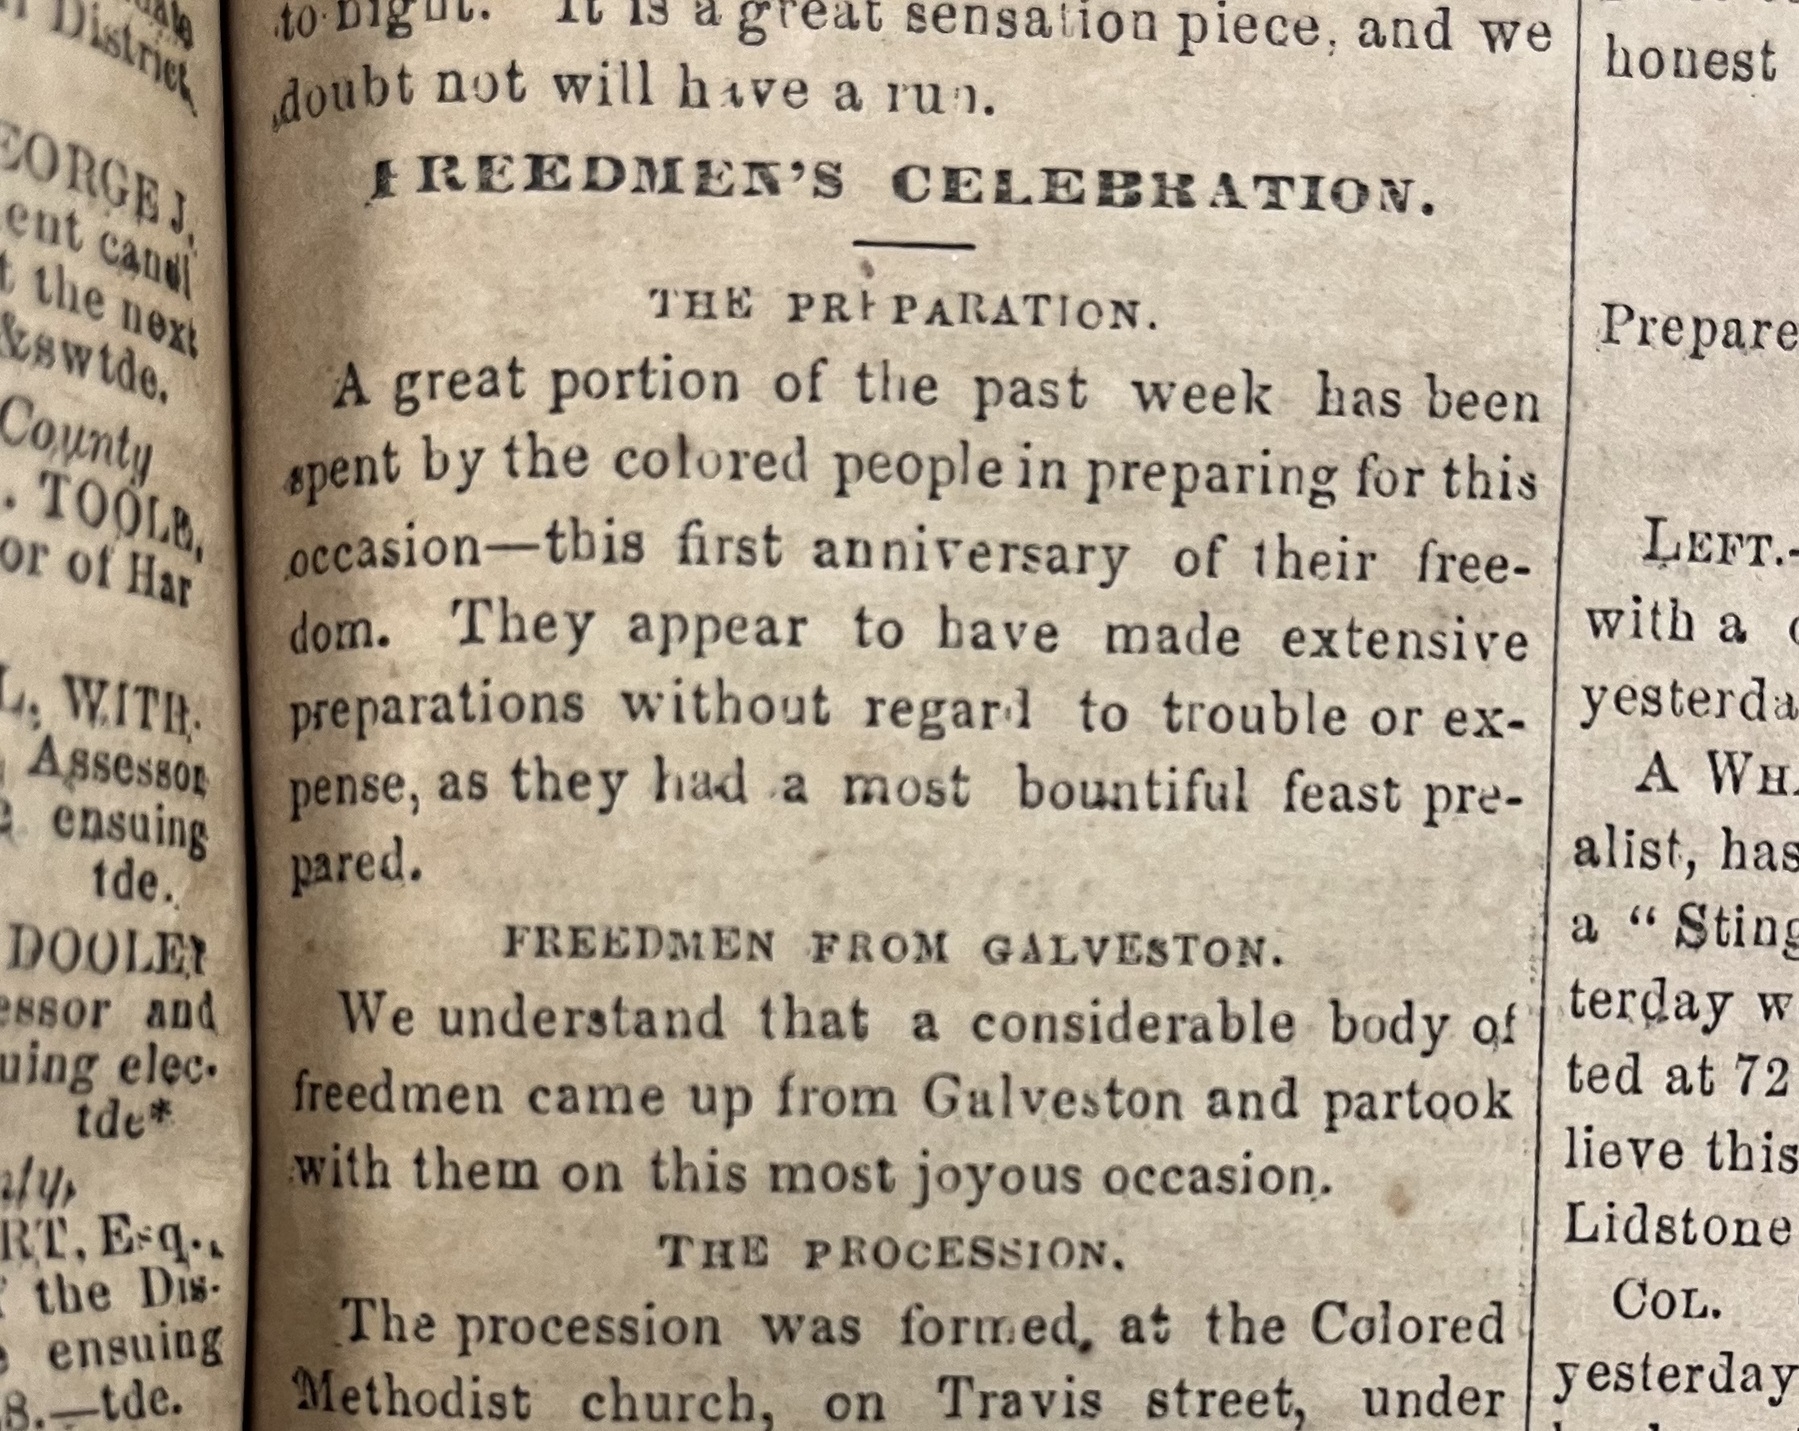 District,
EORGE J.
ent candi
t the next
&swtde.
County
. TOOLE,
or of Har
L. WITH.
Assessor
ensuing
tde.
DOOLEY
essor and
uing elec-
tde*
RT, Esq.,
the Dis-
ensuing
8.—tde.
to-night. It is a great sensation piece, and we
doubt not will have a run.
FREEDMEN'S CELEBRATION.
THE PREPARATION.
A great portion of the past week has been
spent by the colored people in preparing for this
occasion—this first anniversary of their free-
dom. They appear to have made extensive
preparations without regard to trouble or ex-
pense, as they had a most bountiful feast pre-
pared.
FREEDMEN FROM GALVESTON.
We understand that a considerable body of
freedmen came up from Galveston and partook
with them on this most joyous occasion.
THE PROCESSION.
The procession was formed, at the Colored
Methodist church, on Travis street, under
honest
Prepare
LEFT.-
with a
yesterda
A WHA
alist, has
a "Sting
terday w
ted at 72
lieve this
Lidstone
COL.
yesterday